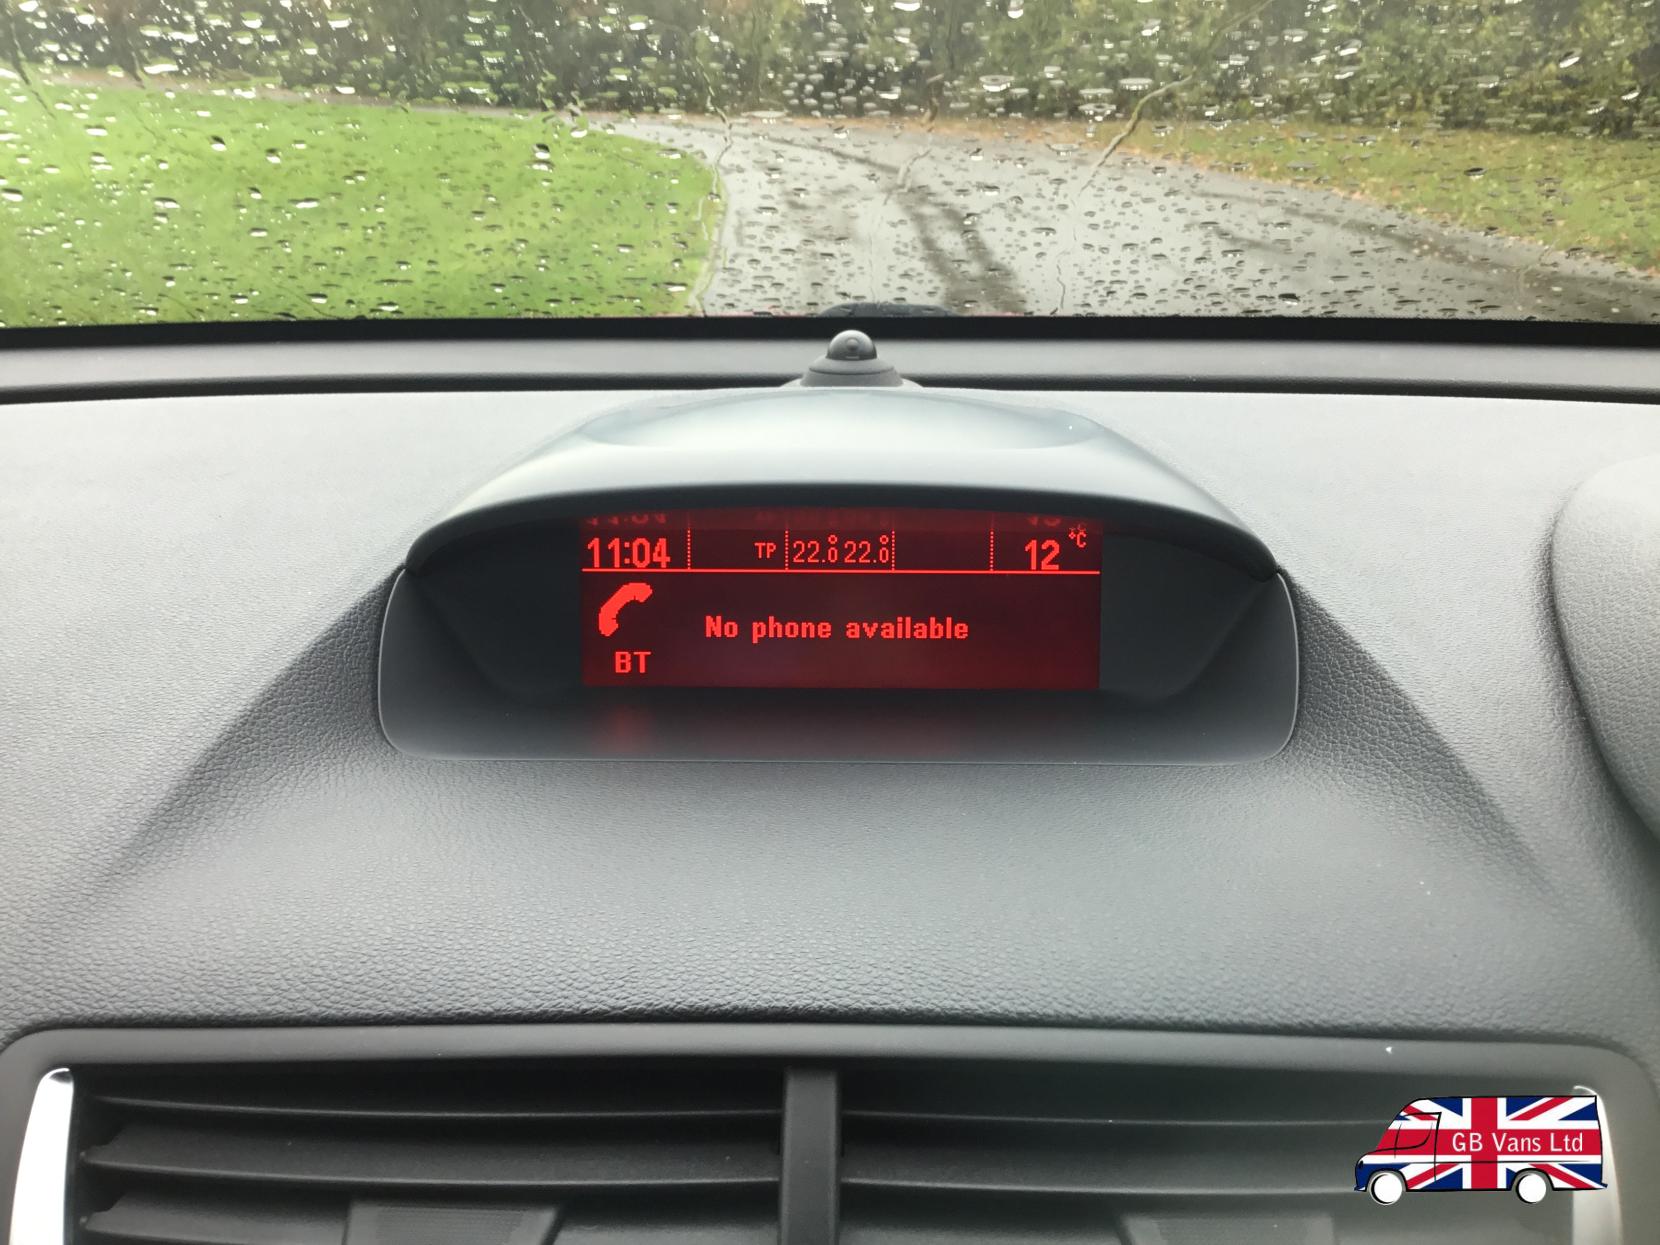 11:04 TP 22.0° 22.0° 12 °C
No phone available
BT
GB Vans Ltd